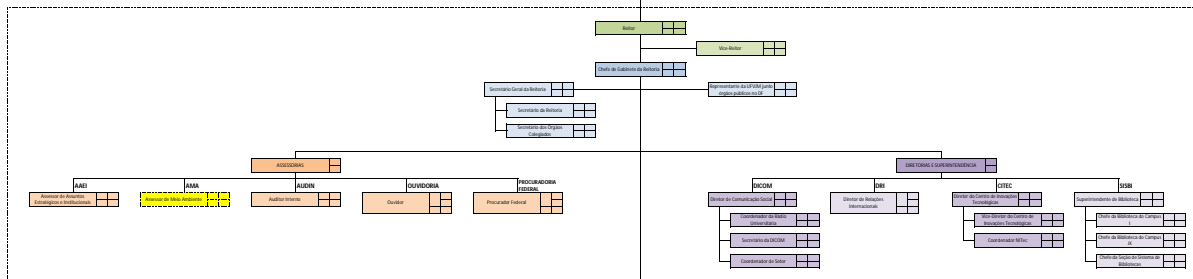 Reitor
Vice-Reitor
Chefe de Gabinete da Reitoria
Secretário Geral da Reitoria
Representante da UFVJM junto
órgãos públicos no DF
Secretário da Reitoria
Secretário dos Órgãos
Colegiados
ASSESSORIAS
DIRETORIAS E SUPERINTENDÊNCIA
AAEI
AMA
AUDIN
OUVIDORIA
PROCURADORIA
FEDERAL
DICOM
DRI
CITEC
SISBI
Assessor de Assuntos
Estratégicos e Institucionais
Assessor de Meio Ambiente
Auditor Interno
Ouvidor
Procurador Federal
Diretor de Comunicação Social
Diretor de Relações
Internacionais
Diretor do Centro de Inovações
Tecnológicas
Superintendente de Biblioteca
Coordenador da Rádio
Universitária
Secretário da DICOM
Coordenador de Setor
Vice-Diretor do Centro de
Inovações Tecnológicas
Coordenador NITec
Chefe da Biblioteca do Campus
I
Chefe da Biblioteca do Campus
JK
Chefe da Seção de Sistema de
Bibliotecas